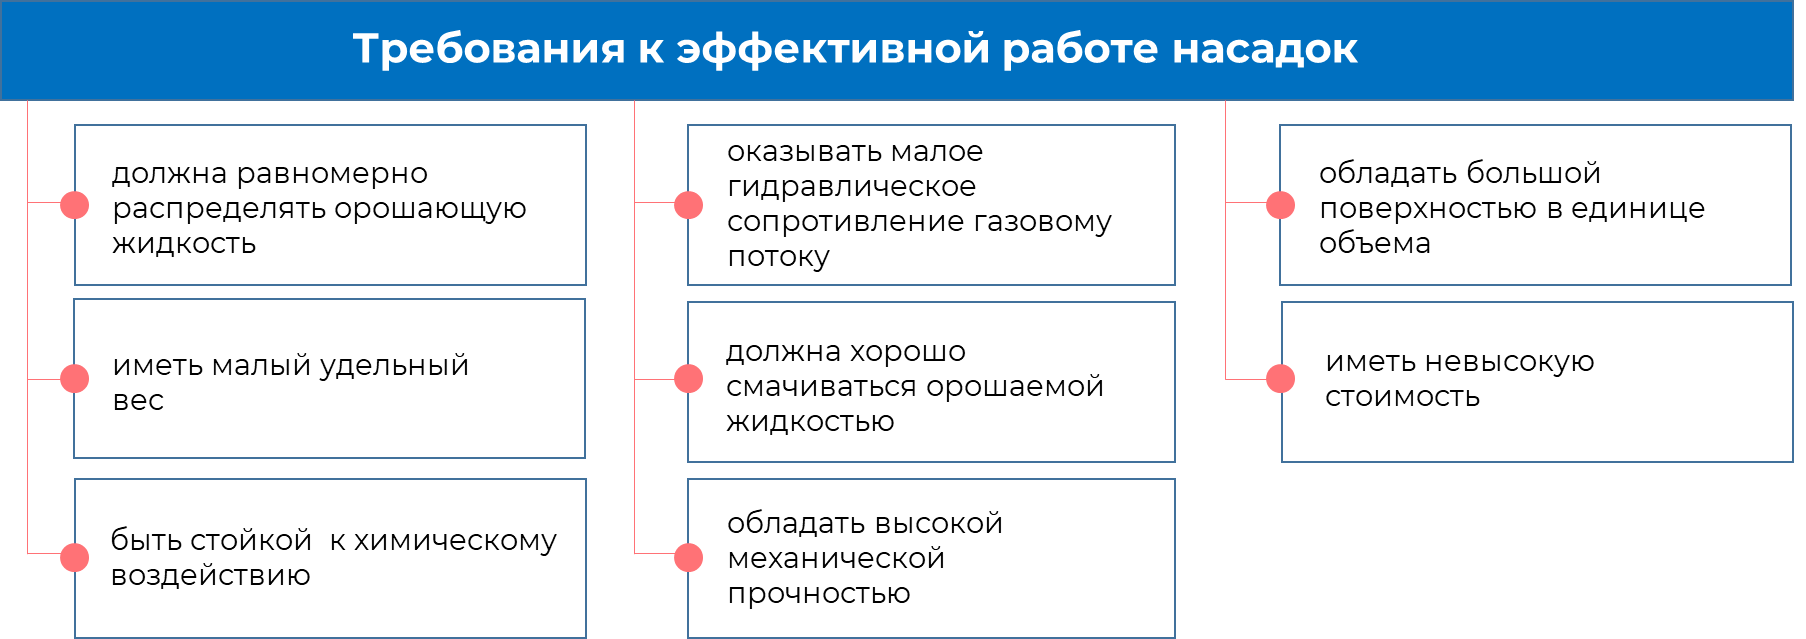 Требования к эффективной работе насадок
должна равномерно
распределять орошающую
жидкость
иметь малый удельный
вес
быть стойкой  к химическому
воздействию
оказывать малое
гидравлическое
сопротивление газовому
потоку
должна хорошо
смачиваться орошаемой
жидкостью
обладать высокой
механической
прочностью
обладать большой
поверхностью в единице
объема
иметь невысокую
стоимость